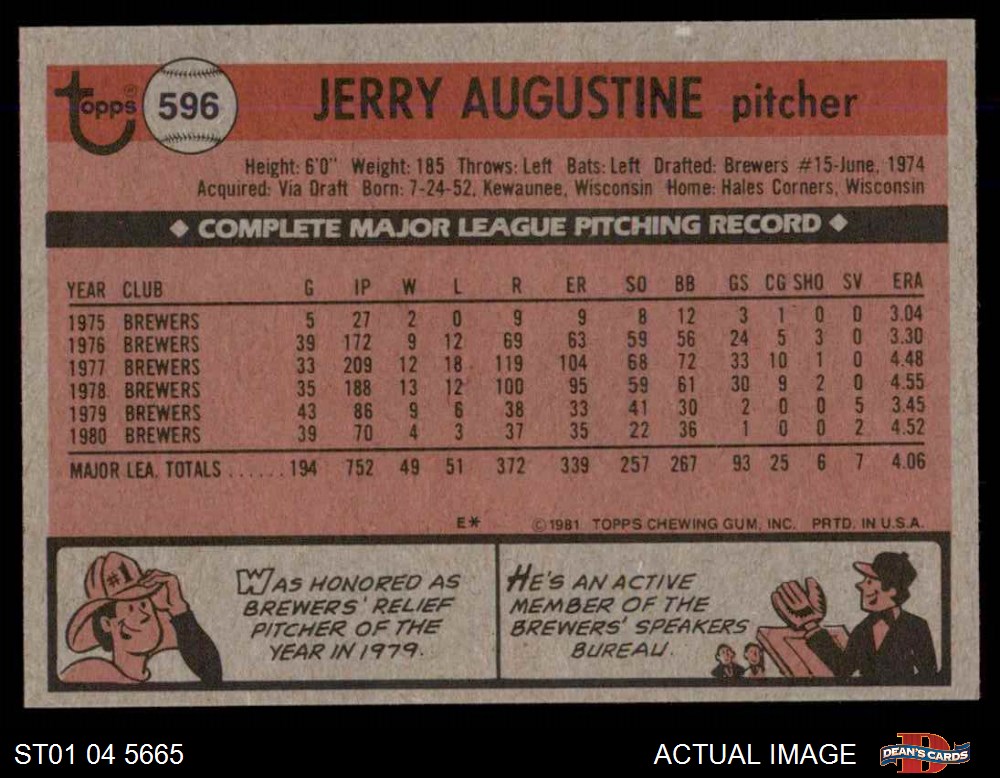 topps® 596 JERRY AUGUSTINE pitcher
Height: 6'0" Weight: 185 Throws: Left Bats: Left Drafted: Brewers #15-June, 1974
Acquired: Via Draft Born: 7-24-52, Kewaunee, Wisconsin Home: Hales Corners, Wisconsin
◆ COMPLETE MAJOR LEAGUE PITCHING RECORD ◆
YEAR CLUB G IP W L R ER SO BB GS CG SHO SV ERA
1975 BREWERS 5 27 2 0 9 9 8 12 3 1 0 0 3.04
1976 BREWERS 39 172 9 12 69 63 59 56 24 5 3 0 3.30
1977 BREWERS 33 209 12 18 119 104 68 72 33 10 1 0 4.48
1978 BREWERS 35 188 13 12 100 95 59 61 30 9 2 0 4.55
1979 BREWERS 43 86 9 6 38 33 41 30 2 0 0 5 3.45
1980 BREWERS 39 70 4 3 37 35 22 36 1 0 0 2 4.52
MAJOR LEA. TOTALS ...... 194 752 49 51 372 339 257 267 93 25 6 7 4.06
E* ©1981 TOPPS CHEWING GUM, INC. PRTD. IN U.S.A.
#1
WAS HONORED AS
BREWERS' RELIEF
PITCHER OF THE
YEAR IN 1979.
HE'S AN ACTIVE
MEMBER OF THE
BREWERS' SPEAKERS
BUREAU.
ST01 04 5665
ACTUAL IMAGE
D
DEAN'S CARDS